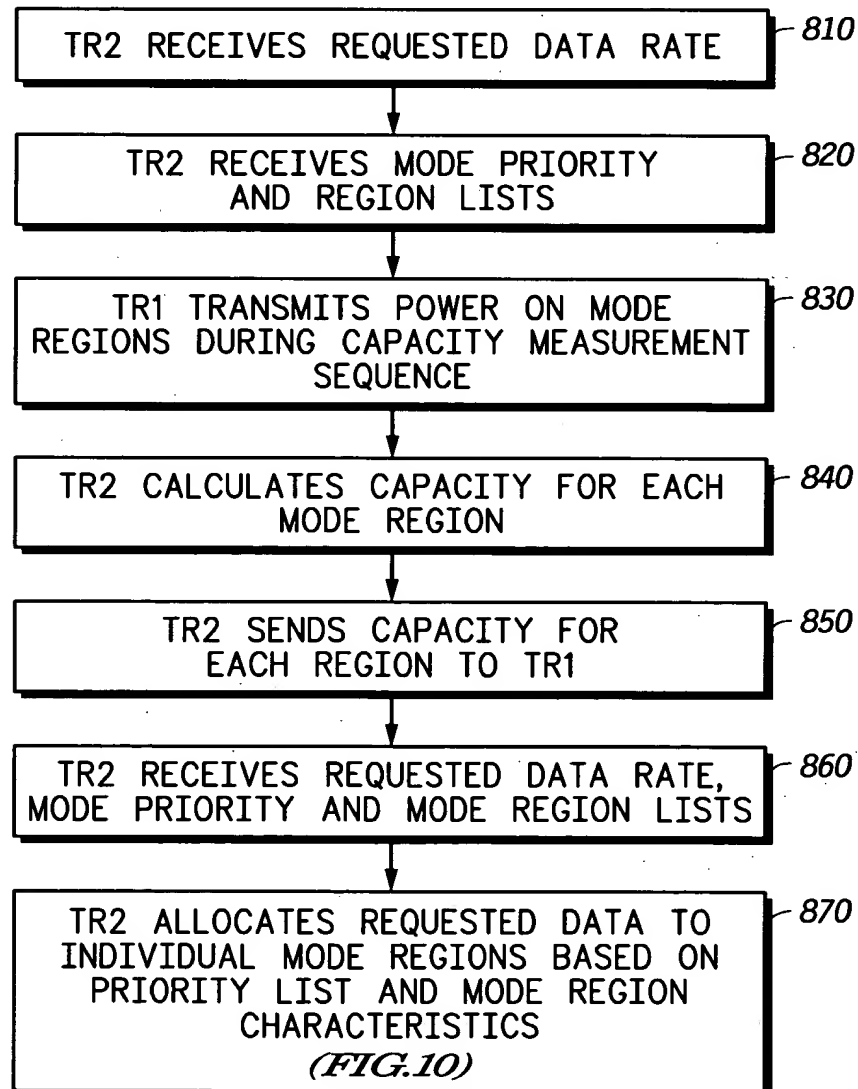 TR2 RECEIVES REQUESTED DATA RATE
810
TR2 RECEIVES MODE PRIORITY
AND REGION LISTS
820
TR1 TRANSMITS POWER ON MODE
REGIONS DURING CAPACITY MEASUREMENT
SEQUENCE
830
TR2 CALCULATES CAPACITY FOR EACH
MODE REGION
840
TR2 SENDS CAPACITY FOR
EACH REGION TO TR1
850
TR2 RECEIVES REQUESTED DATA RATE,
MODE PRIORITY AND MODE REGION LISTS
860
TR2 ALLOCATES REQUESTED DATA TO
INDIVIDUAL MODE REGIONS BASED ON
PRIORITY LIST AND MODE REGION
CHARACTERISTICS
(FIG.10)
870